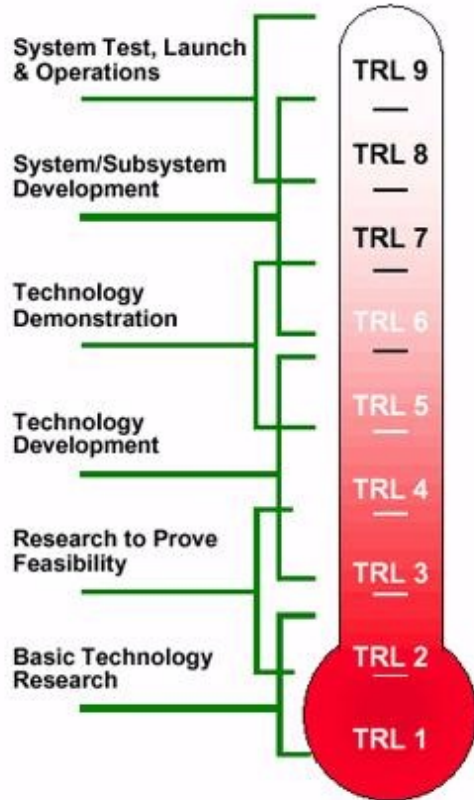 System Test, Launch
& Operations
System/Subsystem
Development
Technology
Demonstration
Technology
Development
Research to Prove
Feasibility
Basic Technology
Research
TRL 9
TRL 8
TRL 7
TRL 6
TRL 5
TRL 4
TRL 3
TRL 2
TRL 1